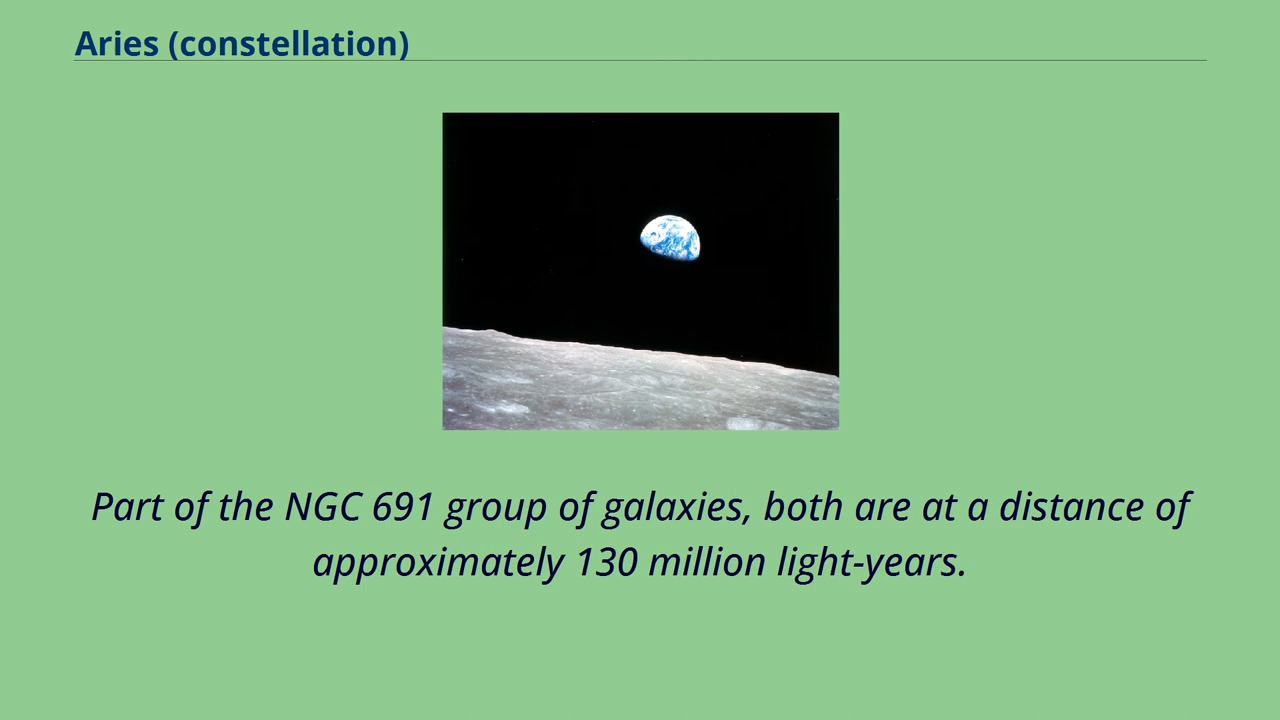 Aries (constellation)
Part of the NGC 691 group of galaxies, both are at a distance of
approximately 130 million light-years.